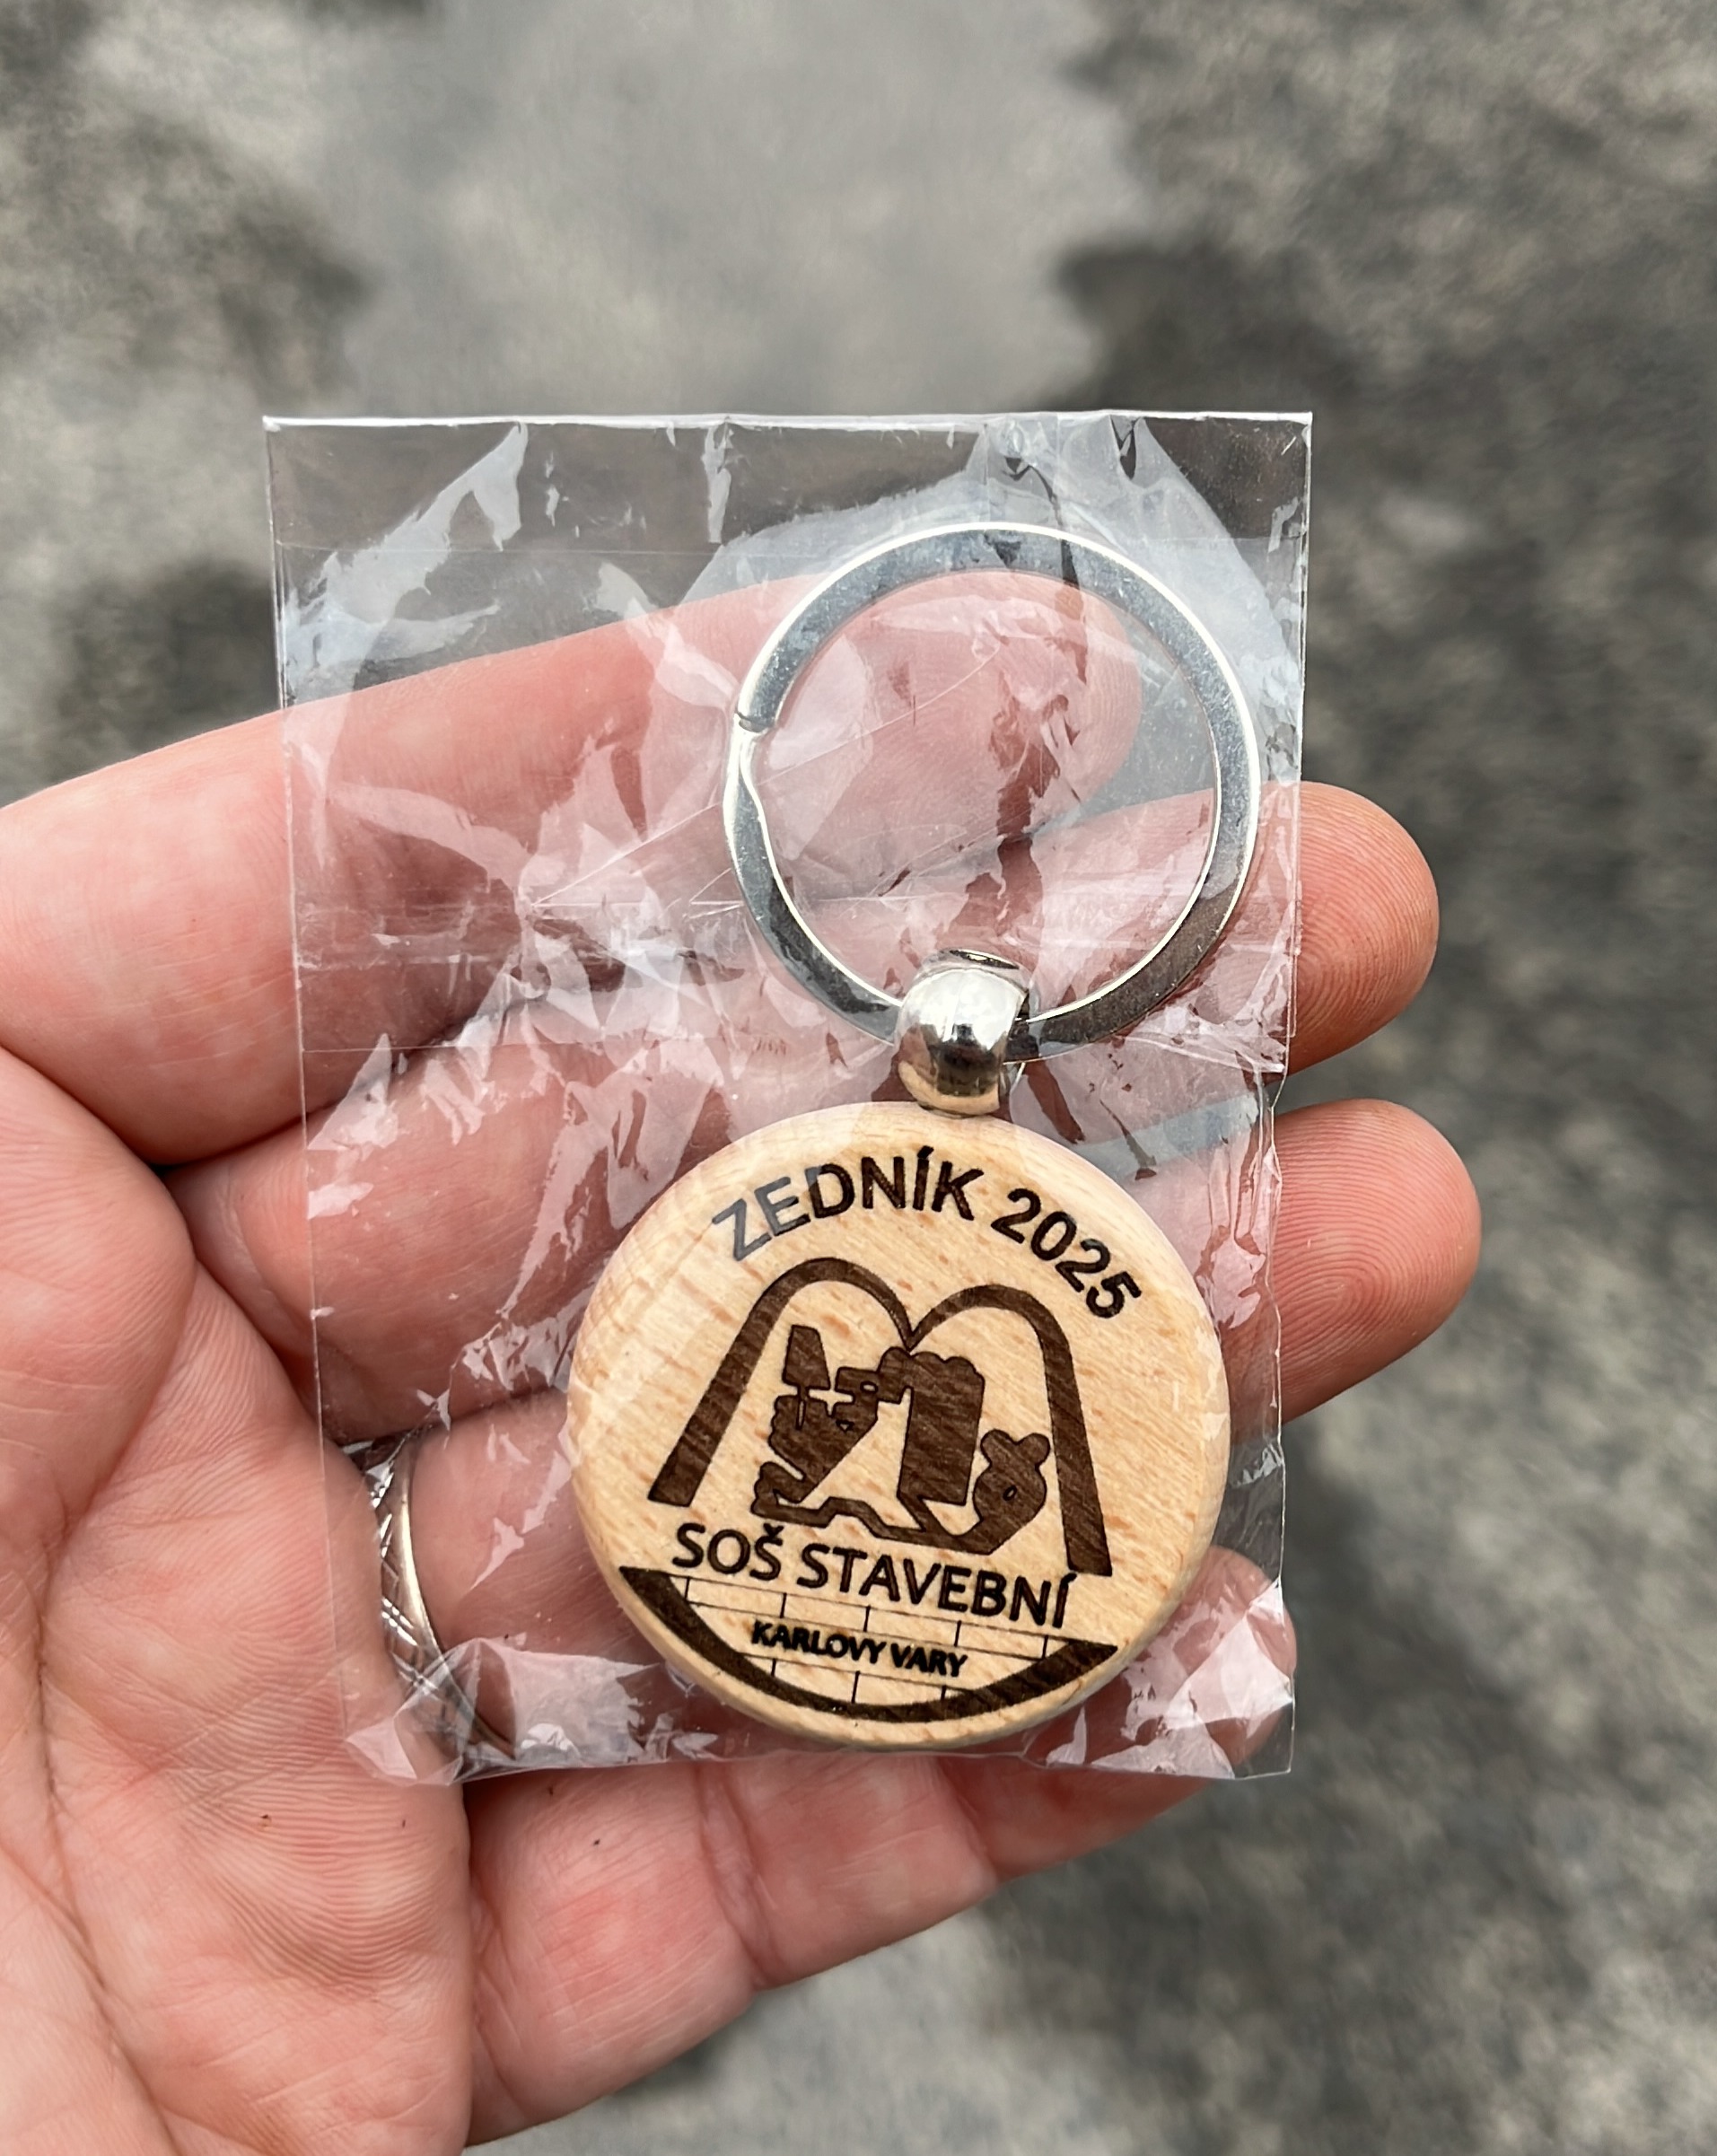 ZEDNÍK 2025
SOŠ STAVEBNÍ
KARLOVY VARY